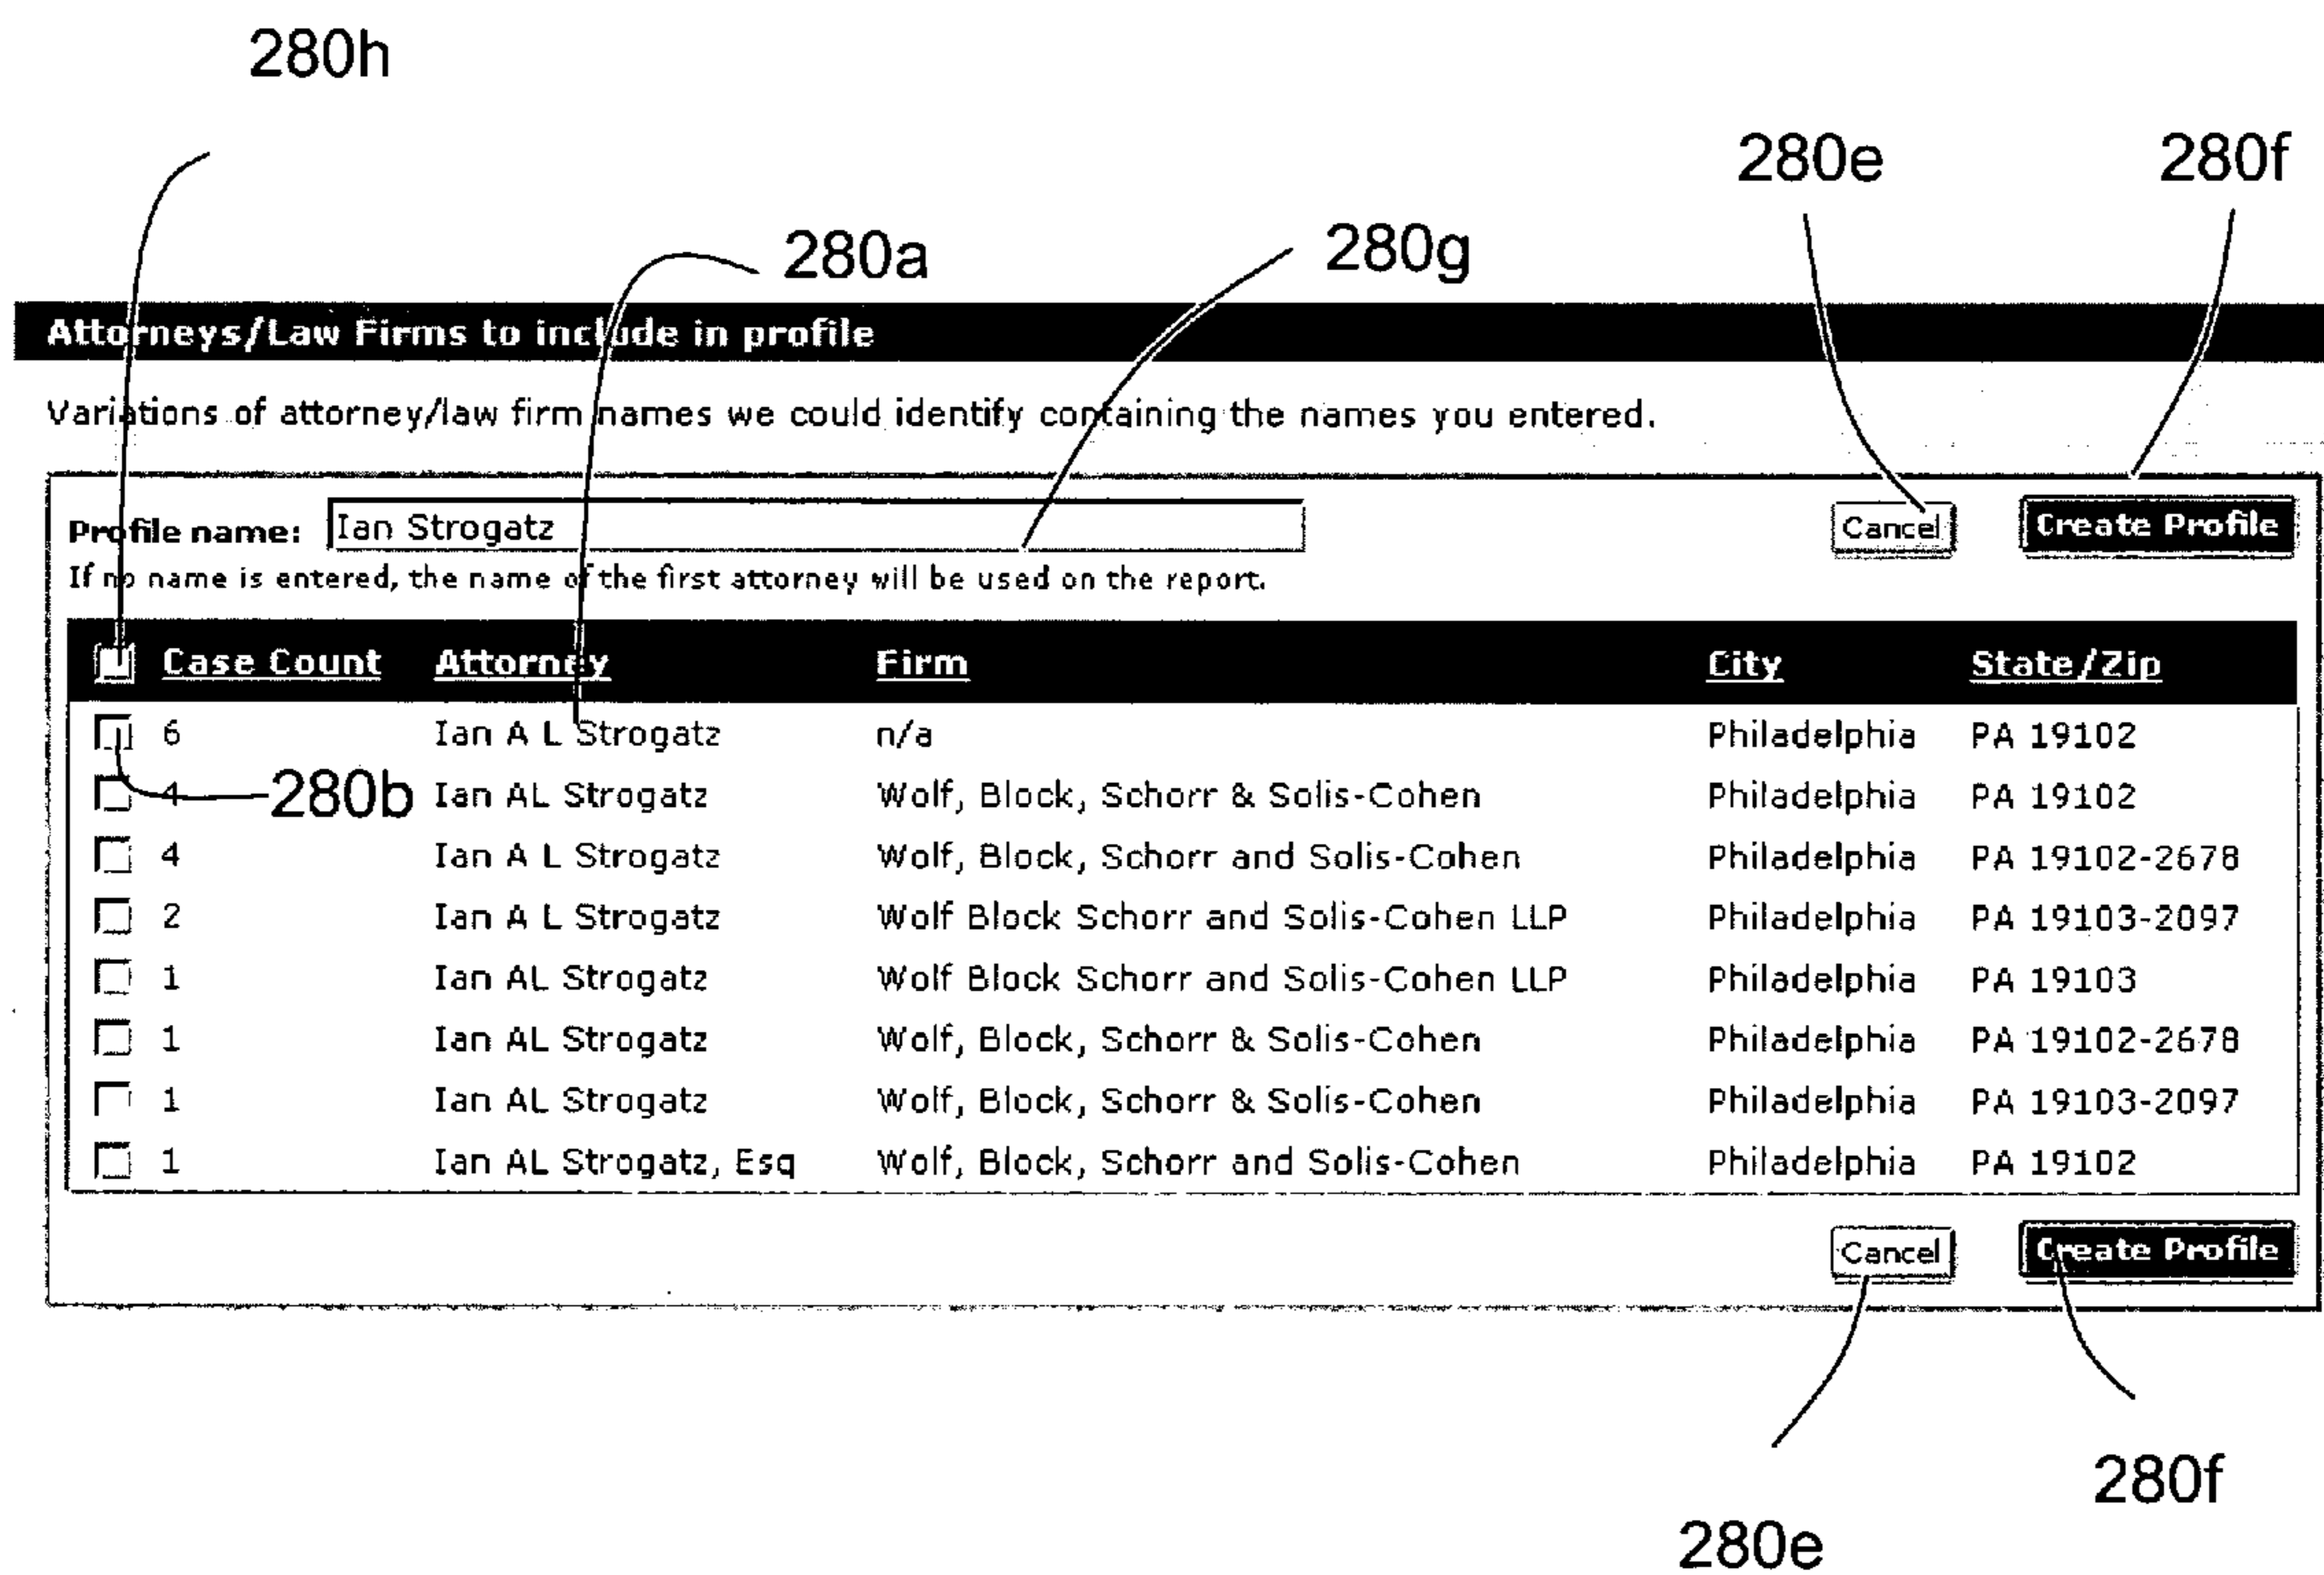 280h
280e 280f
280a 280g
Attorneys/Law Firms to include in profile
Variations of attorney/law firm names we could identify containing the names you entered.
Profile name: Ian Strogatz Cancel Create Profile
If no name is entered, the name of the first attorney will be used on the report.
Case Count Attorney Firm City State/Zip
6 Ian A L Strogatz n/a Philadelphia PA 19102
4 280b Ian AL Strogatz Wolf, Block, Schorr & Solis-Cohen Philadelphia PA 19102
4 Ian A L Strogatz Wolf, Block, Schorr and Solis-Cohen Philadelphia PA 19102-2678
2 Ian A L Strogatz Wolf Block Schorr and Solis-Cohen LLP Philadelphia PA 19103-2097
1 Ian AL Strogatz Wolf Block Schorr and Solis-Cohen LLP Philadelphia PA 19103
1 Ian AL Strogatz Wolf, Block, Schorr & Solis-Cohen Philadelphia PA 19102-2678
1 Ian AL Strogatz Wolf, Block, Schorr & Solis-Cohen Philadelphia PA 19103-2097
1 Ian AL Strogatz, Esq Wolf, Block, Schorr and Solis-Cohen Philadelphia PA 19102
Cancel Create Profile
280f
280e